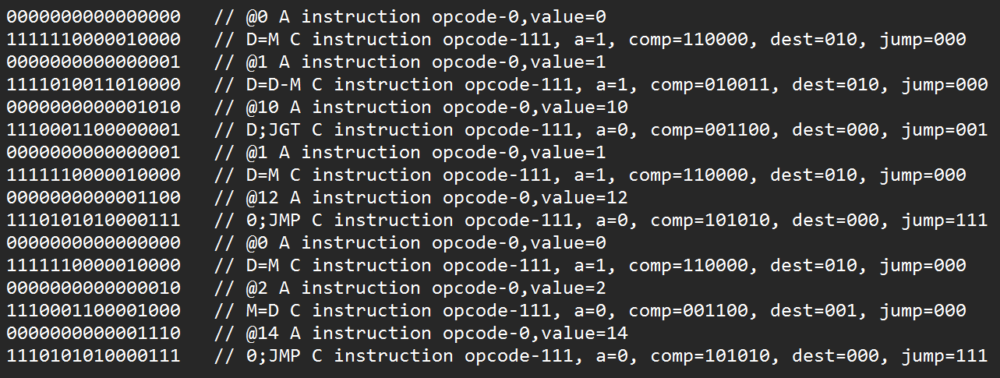 0000000000000000 // @0 A instruction opcode-0,value=0
1111110000010000 // D=M C instruction opcode-111, a=1, comp=110000, dest=010, jump=000
0000000000000001 // @1 A instruction opcode-0,value=1
1111010011010000 // D=D-M C instruction opcode-111, a=1, comp=010011, dest=010, jump=000
0000000000001010 // @10 A instruction opcode-0,value=10
1110001100000001 // D;JGT C instruction opcode-111, a=0, comp=001100, dest=000, jump=001
0000000000000001 // @1 A instruction opcode-0,value=1
1111110000010000 // D=M C instruction opcode-111, a=1, comp=110000, dest=010, jump=000
0000000000001100 // @12 A instruction opcode-0,value=12
1110101010000111 // 0;JMP C instruction opcode-111, a=0, comp=101010, dest=000, jump=111
0000000000000000 // @0 A instruction opcode-0,value=0
1111110000010000 // D=M C instruction opcode-111, a=1, comp=110000, dest=010, jump=000
0000000000000010 // @2 A instruction opcode-0,value=2
1110001100001000 // M=D C instruction opcode-111, a=0, comp=001100, dest=001, jump=000
0000000000001110 // @14 A instruction opcode-0,value=14
1110101010000111 // 0;JMP C instruction opcode-111, a=0, comp=101010, dest=000, jump=111